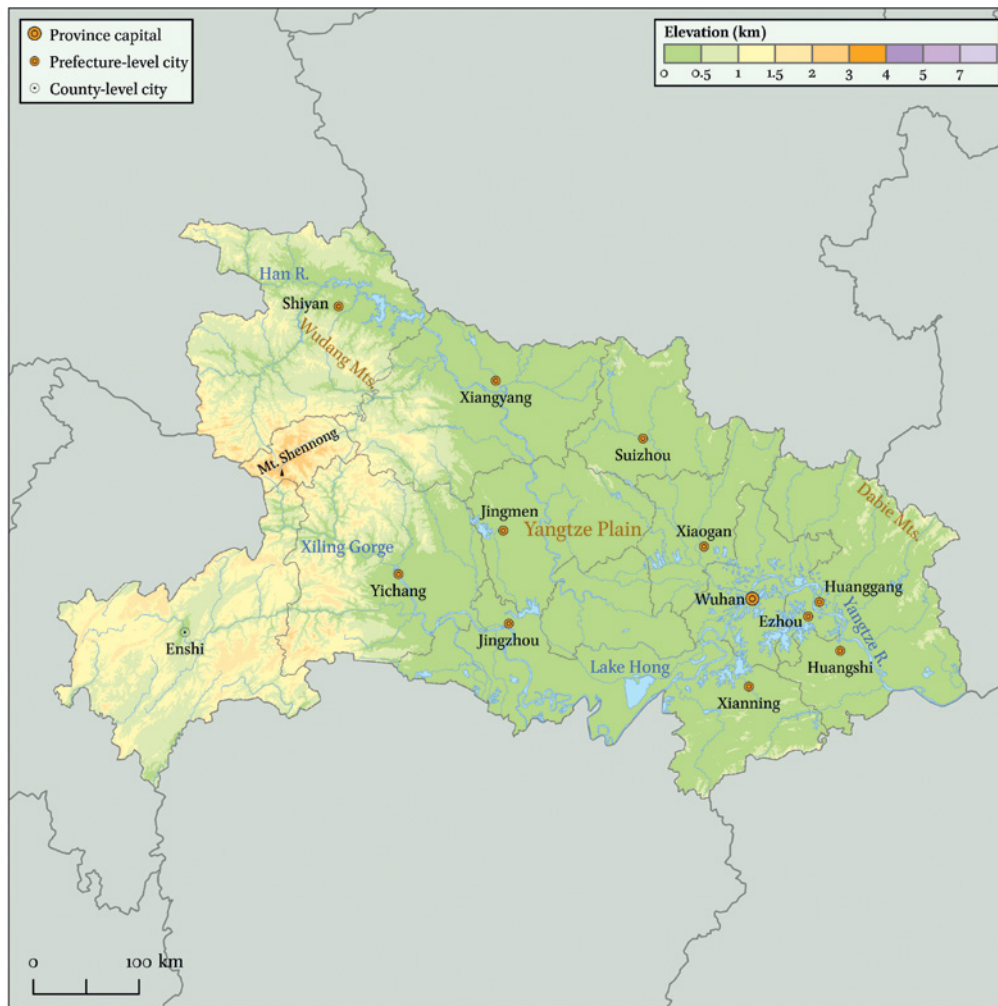 Province capital
Prefecture-level city
County-level city
Elevation (km)
0 0.5 1 1.5 2 3 4 5 7
Han R.
Shiyan
Wudang Mts.
Xiangyang
Mt. Shennong
Suizhou
Dabie Mts.
Jingmen
Yangtze Plain
Xiaogan
Xiling Gorge
Yichang
Huanggang
Wuhan
Ezhou
Yangtze R.
Jingzhou
Enshi
Huangshi
Lake Hong
Xianning
0 100 km